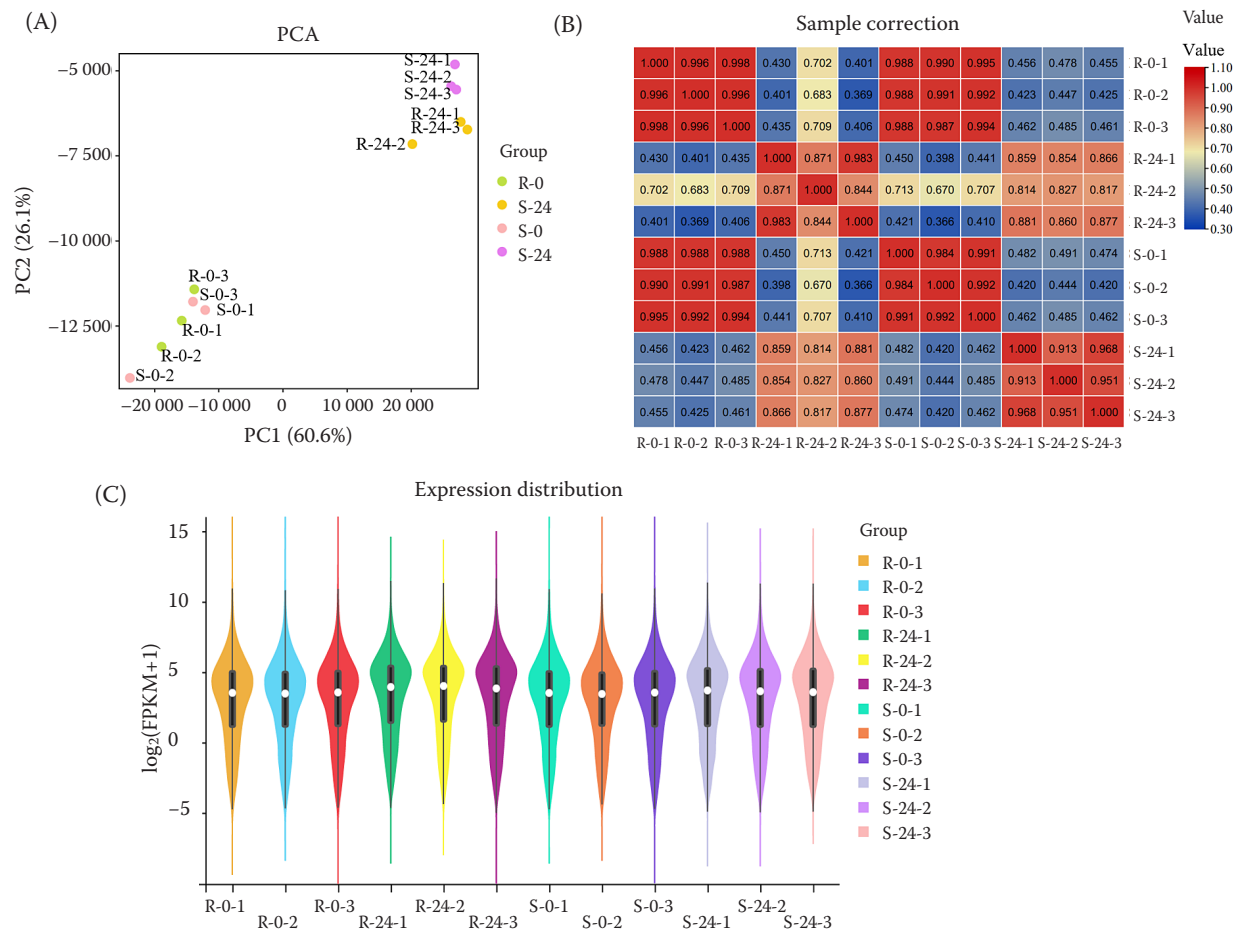 (A)
PCA
−5 000
−7 500
−10 000
−12 500
PC2 (26.1%)
−20 000 −10 000 0 10 000 20 000
PC1 (60.6%)
S-24-1
S-24-2
S-24-3
R-24-1
R-24-3
R-24-2
R-0-3
S-0-3
S-0-1
R-0-1
R-0-2
S-0-2
Group
R-0
S-24
S-0
S-24
(B)
Sample correction
1.000 0.996 0.998 0.430 0.702 0.401 0.988 0.990 0.995 0.456 0.478 0.455 R-0-1
0.996 1.000 0.996 0.401 0.683 0.369 0.988 0.991 0.992 0.423 0.447 0.425 R-0-2
0.998 0.996 1.000 0.435 0.709 0.406 0.988 0.987 0.994 0.462 0.485 0.461 R-0-3
0.430 0.401 0.435 1.000 0.871 0.983 0.450 0.398 0.441 0.859 0.854 0.866 R-24-1
0.702 0.683 0.709 0.871 1.000 0.844 0.713 0.670 0.707 0.814 0.827 0.817 R-24-2
0.401 0.369 0.406 0.983 0.844 1.000 0.421 0.366 0.410 0.881 0.860 0.877 R-24-3
0.988 0.988 0.988 0.450 0.713 0.421 1.000 0.984 0.991 0.482 0.491 0.474 S-0-1
0.990 0.991 0.987 0.398 0.670 0.366 0.984 1.000 0.992 0.420 0.444 0.420 S-0-2
0.995 0.992 0.994 0.441 0.707 0.410 0.991 0.992 1.000 0.462 0.485 0.462 S-0-3
0.456 0.423 0.462 0.859 0.814 0.881 0.482 0.420 0.462 1.000 0.913 0.968 S-24-1
0.478 0.447 0.485 0.854 0.827 0.860 0.491 0.444 0.485 0.913 1.000 0.951 S-24-2
0.455 0.425 0.461 0.866 0.817 0.877 0.474 0.420 0.462 0.968 0.951 1.000 S-24-3
R-0-1 R-0-2 R-0-3 R-24-1 R-24-2 R-24-3 S-0-1 S-0-2 S-0-3 S-24-1 S-24-2 S-24-3
Value
Value
1.10
1.00
0.90
0.80
0.70
0.60
0.50
0.40
0.30
(C)
Expression distribution
15
10
5
0
−5
log₂(FPKM+1)
R-0-1 R-0-3 R-24-2 S-0-1 S-0-3 S-24-2
R-0-2 R-24-1 R-24-3 S-0-2 S-24-1 S-24-3
Group
R-0-1
R-0-2
R-0-3
R-24-1
R-24-2
R-24-3
S-0-1
S-0-2
S-0-3
S-24-1
S-24-2
S-24-3